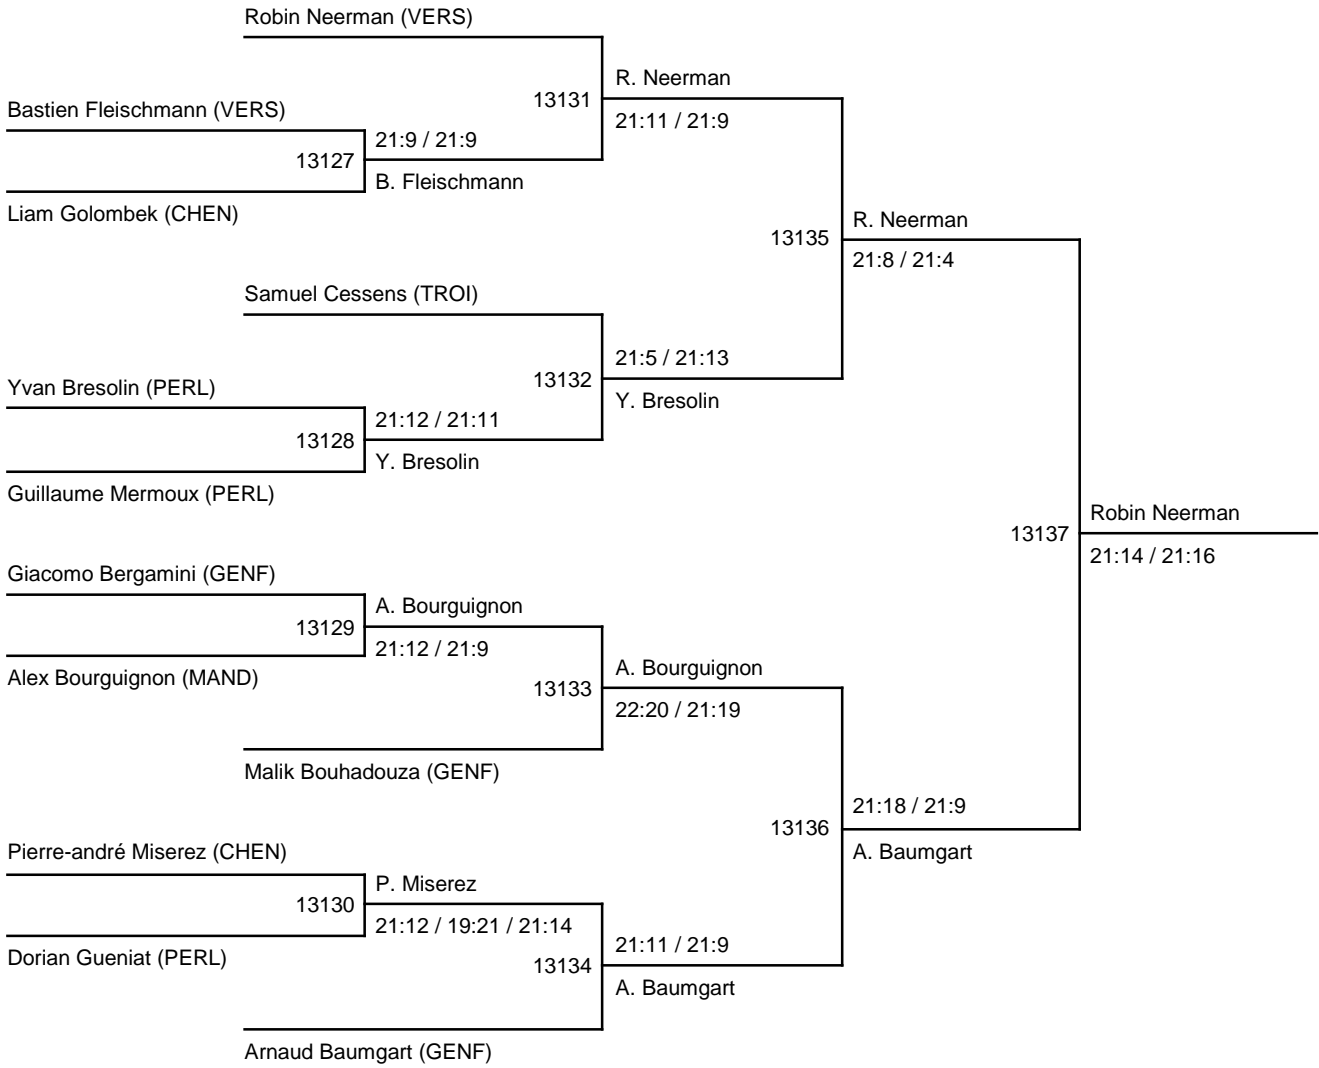 Robin Neerman (VERS)
R. Neerman
13131
Bastien Fleischmann (VERS)
21:11 / 21:9
21:9 / 21:9
13127
B. Fleischmann
Liam Golombek (CHEN)
R. Neerman
13135
21:8 / 21:4
Samuel Cessens (TROI)
21:5 / 21:13
13132
Yvan Bresolin (PERL)
Y. Bresolin
21:12 / 21:11
13128
Y. Bresolin
Guillaume Mermoux (PERL)
Robin Neerman
13137
21:14 / 21:16
Giacomo Bergamini (GENF)
A. Bourguignon
13129
21:12 / 21:9
A. Bourguignon
Alex Bourguignon (MAND)
13133
22:20 / 21:19
Malik Bouhadouza (GENF)
21:18 / 21:9
13136
Pierre-andré Miserez (CHEN)
A. Baumgart
P. Miserez
13130
21:12 / 19:21 / 21:14
21:11 / 21:9
Dorian Gueniat (PERL)
13134
A. Baumgart
Arnaud Baumgart (GENF)